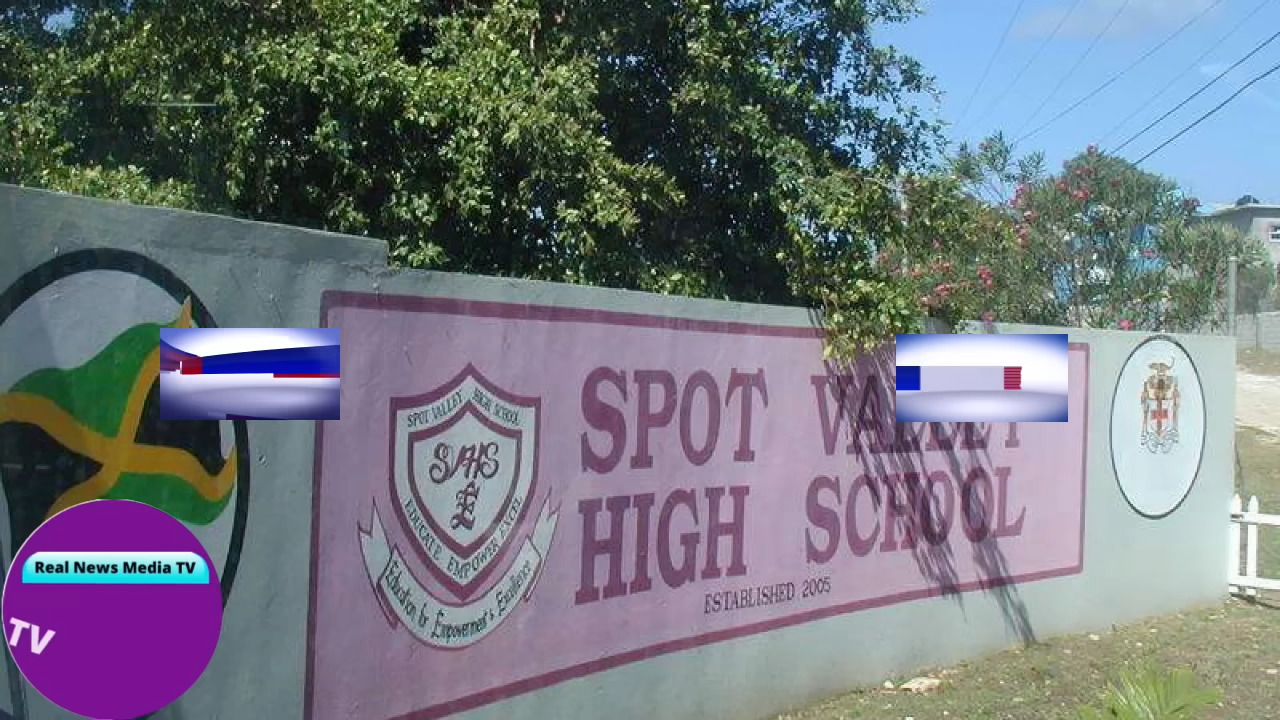 SPOT VALLEY
HIGH SCHOOL
ESTABLISHED 2005
SPOT VALLEY HIGH SCHOOL
SVHS
EDUCATE EMPOWER EXCEL
Education for Empowerment & Excellence
Real News Media TV
TV